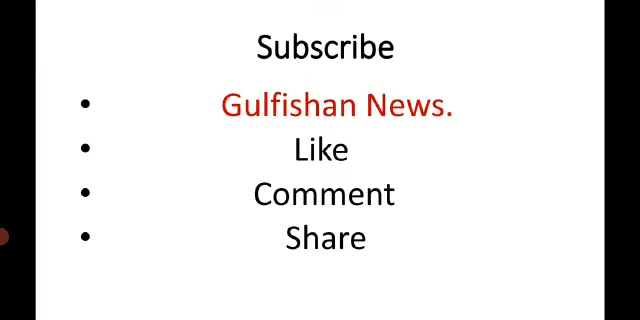 Subscribe
• Gulfishan News.
• Like
• Comment
• Share